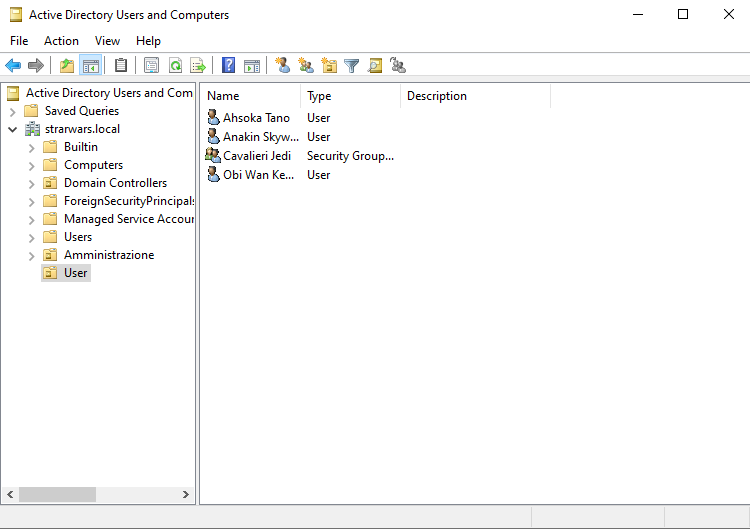 Active Directory Users and Computers
File Action View Help
Active Directory Users and Com
Saved Queries
strarwars.local
Builtin
Computers
Domain Controllers
ForeignSecurityPrincipals
Managed Service Accour
Users
Amministrazione
User
Name Type Description
Ahsoka Tano User
Anakin Skyw... User
Cavalieri Jedi Security Group...
Obi Wan Ke... User